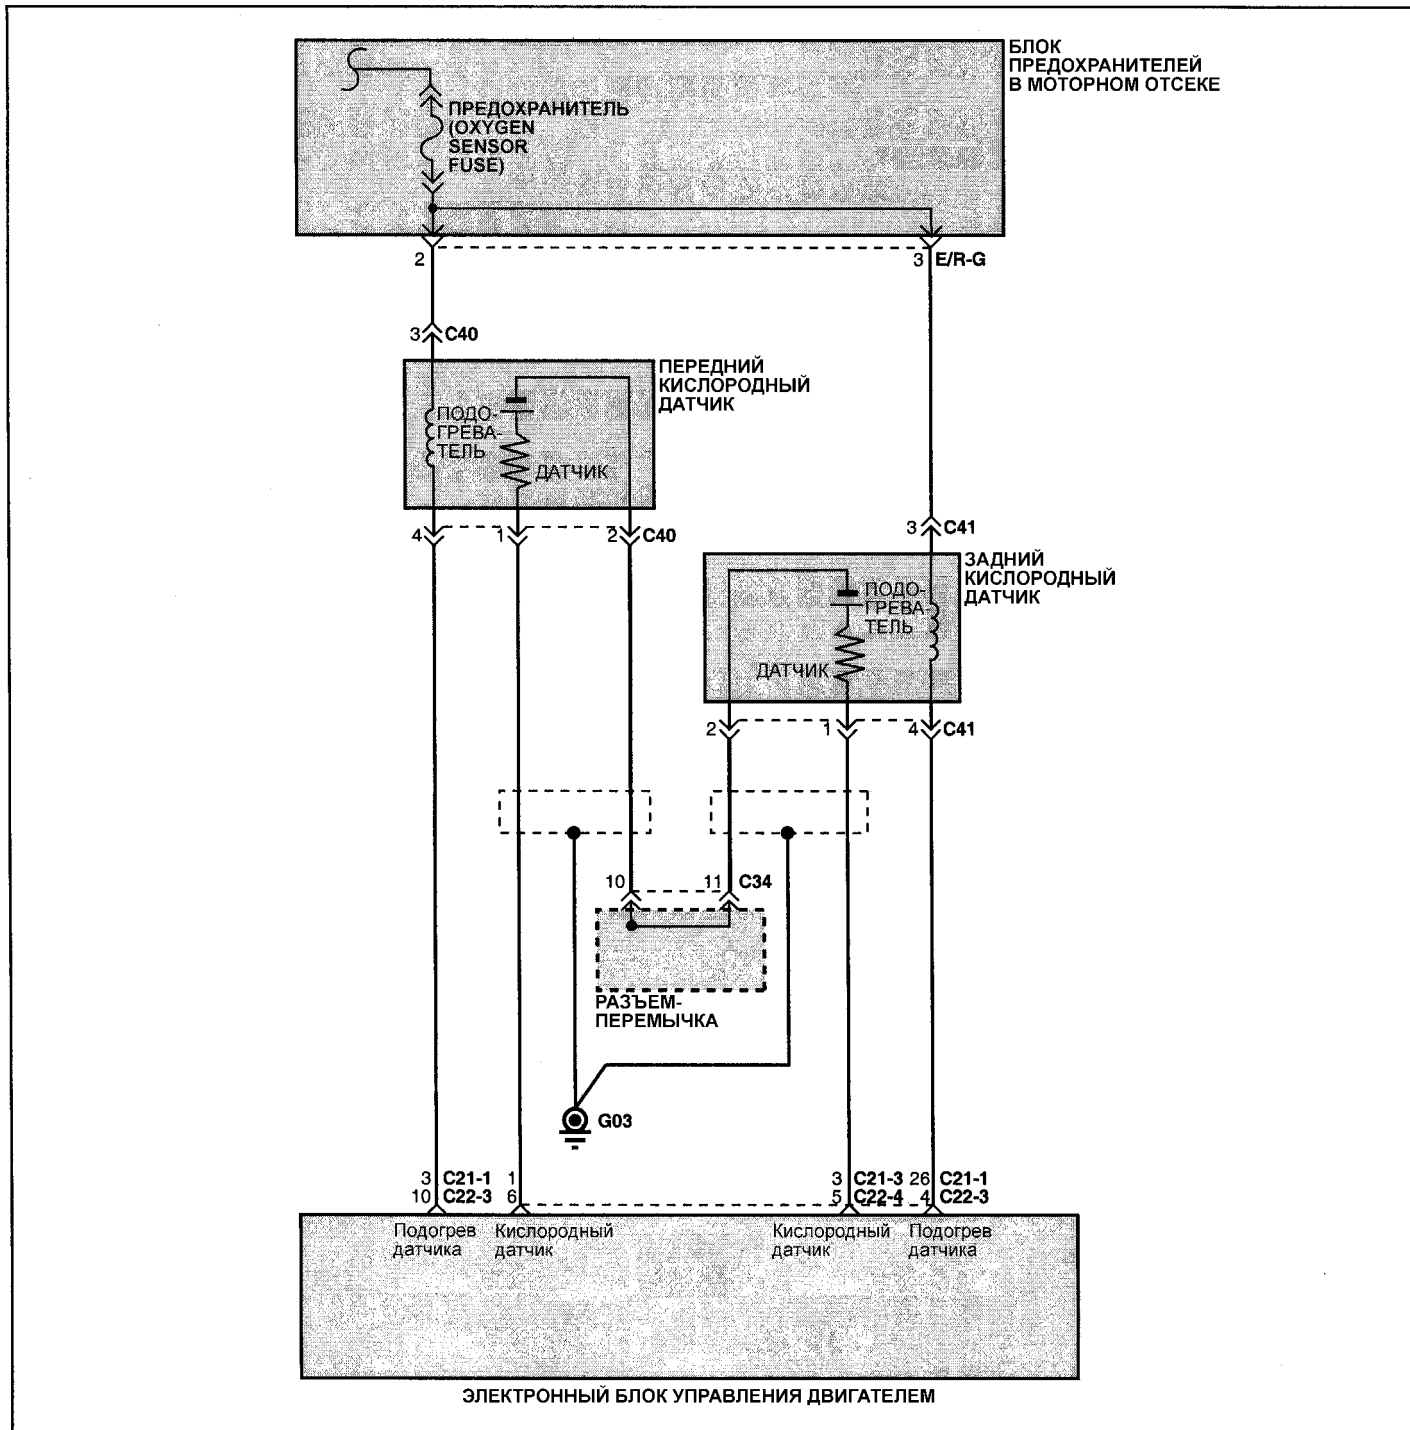 БЛОК
ПРЕДОХРАНИТЕЛЕЙ
В МОТОРНОМ ОТСЕКЕ
ПРЕДОХРАНИТЕЛЬ
(OXYGEN
SENSOR
FUSE)
2
3 E/R-G
3 C40
ПЕРЕДНИЙ
КИСЛОРОДНЫЙ
ДАТЧИК
ПОДО-
ГРЕВА-
ТЕЛЬ
ДАТЧИК
4 1 2 C40
3 C41
ЗАДНИЙ
КИСЛОРОДНЫЙ
ДАТЧИК
ПОДО-
ГРЕВА-
ТЕЛЬ
ДАТЧИК
2 1 4 C41
10 11 C34
РАЗЪЕМ-
ПЕРЕМЫЧКА
G03
3 C21-1 1 3 C21-3 26 C21-1
10 C22-3 6 5 C22-4 4 C22-3
Подогрев
датчика
Кислородный
датчик
Кислородный
датчик
Подогрев
датчика
ЭЛЕКТРОННЫЙ БЛОК УПРАВЛЕНИЯ ДВИГАТЕЛЕМ